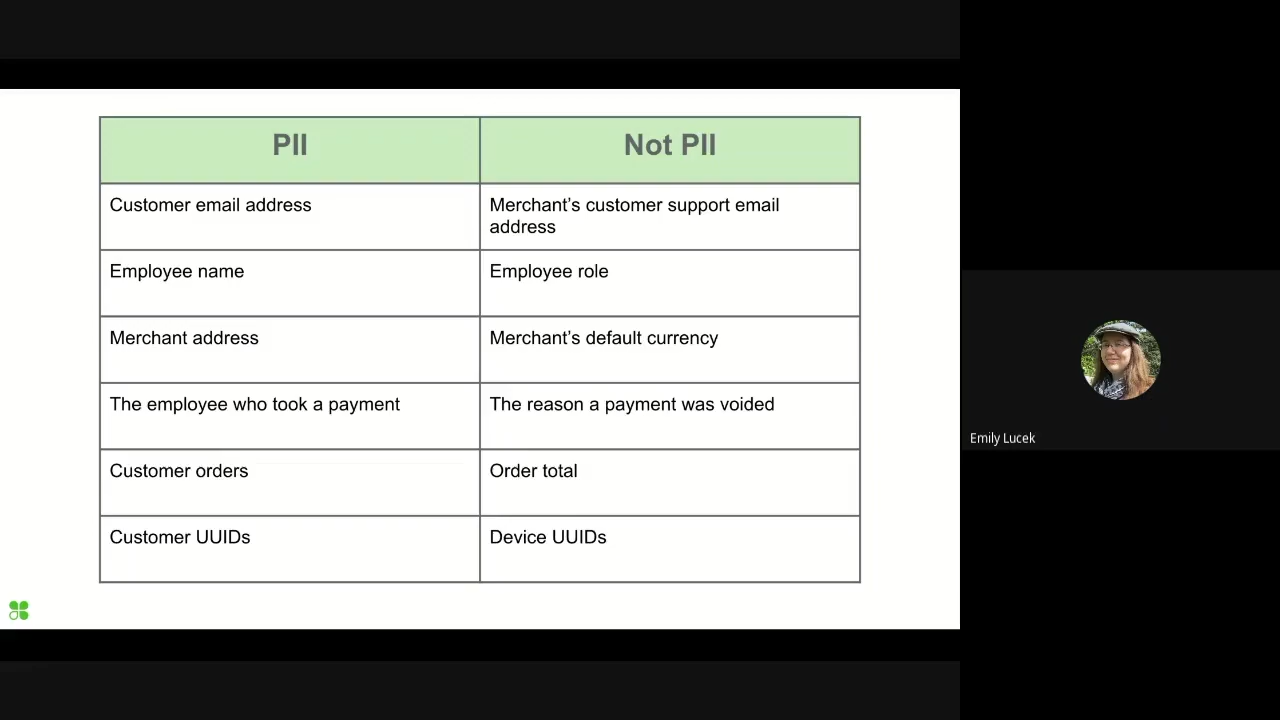 PII
Not PII
Customer email address
Merchant’s customer support email
address
Employee name
Employee role
Merchant address
Merchant’s default currency
The employee who took a payment
The reason a payment was voided
Customer orders
Order total
Customer UUIDs
Device UUIDs
Emily Lucek